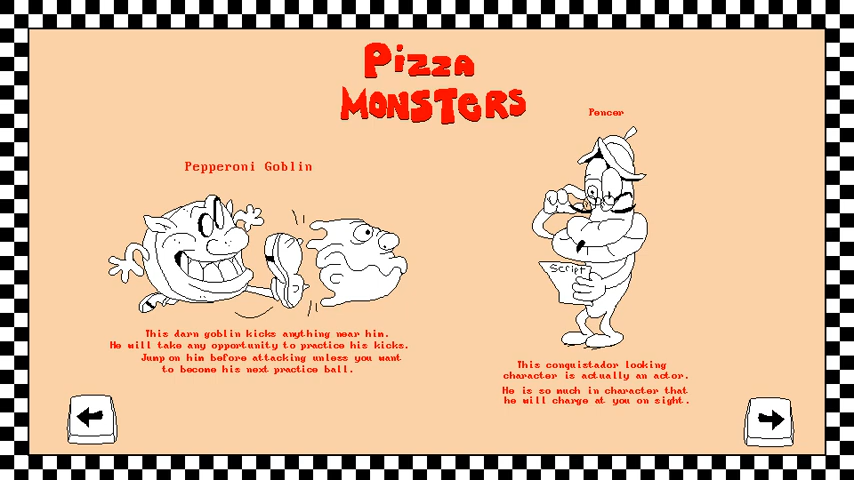 Pizza
MONSTERS
Pepperoni Goblin
This darn goblin kicks anything near him.
He will take any opportunity to practice his kicks.
Jump on him before attacking unless you want
to become his next practice ball.
Pencer
Script
This conquistador looking
character is actually an actor.
He is so much in character that
he will charge at you on sight.